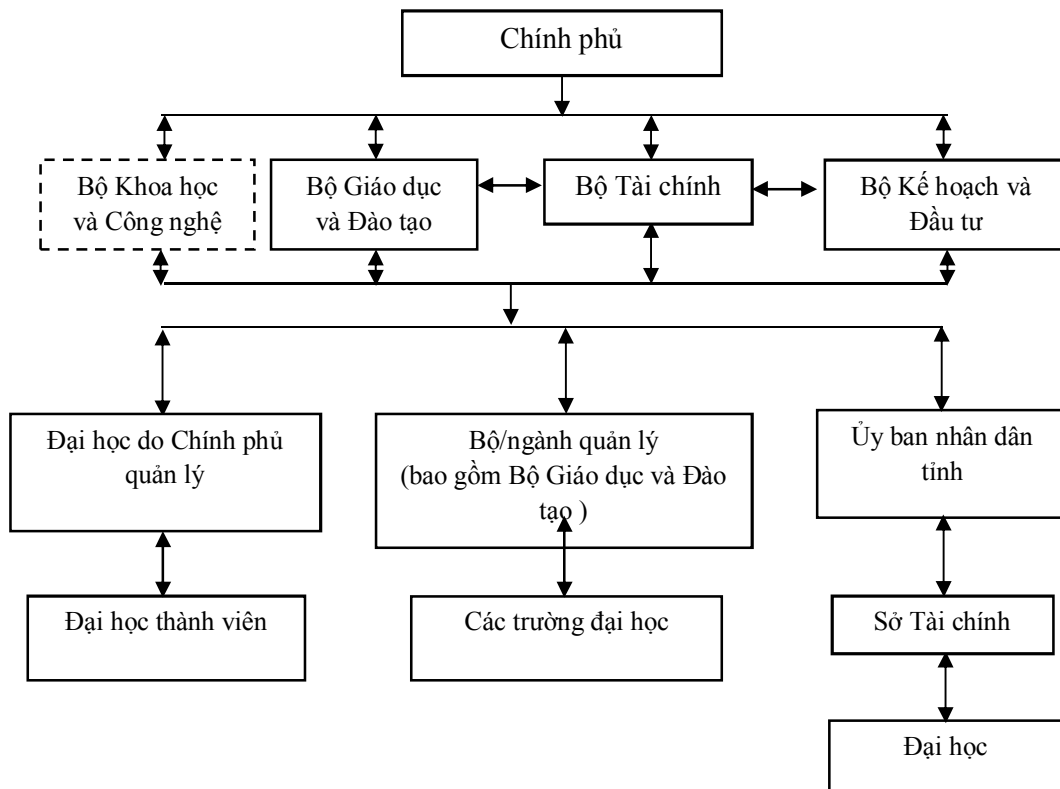 Chính phủ
Bộ Khoa học
và Công nghệ
Bộ Giáo dục
và Đào tạo
Bộ Tài chính
Bộ Kế hoạch và
Đầu tư
Đại học do Chính phủ
quản lý
Bộ/ngành quản lý
(bao gồm Bộ Giáo dục và Đào
tạo )
Ủy ban nhân dân
tỉnh
Đại học thành viên
Các trường đại học
Sở Tài chính
Đại học